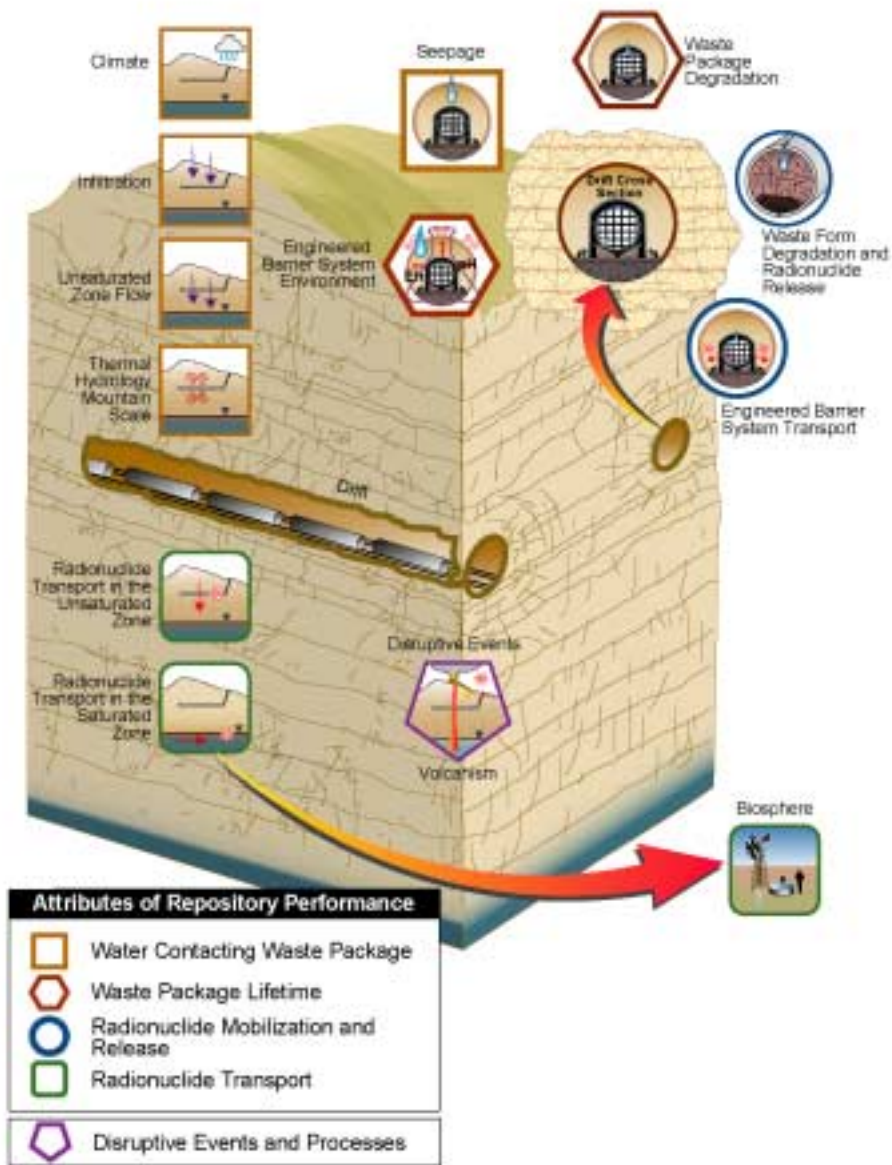 Climate
Seepage
Waste
Package
Degradation
Infiltration
Drift Cross
Section
Engineered
Barrier System
Environment
Waste Form
Degradation and
Radionuclide
Release
Unsaturated
Zone Flow
Thermal
Hydrology
Mountain
Scale
Engineered Barrier
System Transport
Drift
Radionuclide
Transport in the
Unsaturated
Zone
Disruptive Events
Radionuclide
Transport in the
Saturated
Zone
Volcanism
Biosphere
Attributes of Repository Performance
Water Contacting Waste Package
Waste Package Lifetime
Radionuclide Mobilization and
Release
Radionuclide Transport
Disruptive Events and Processes